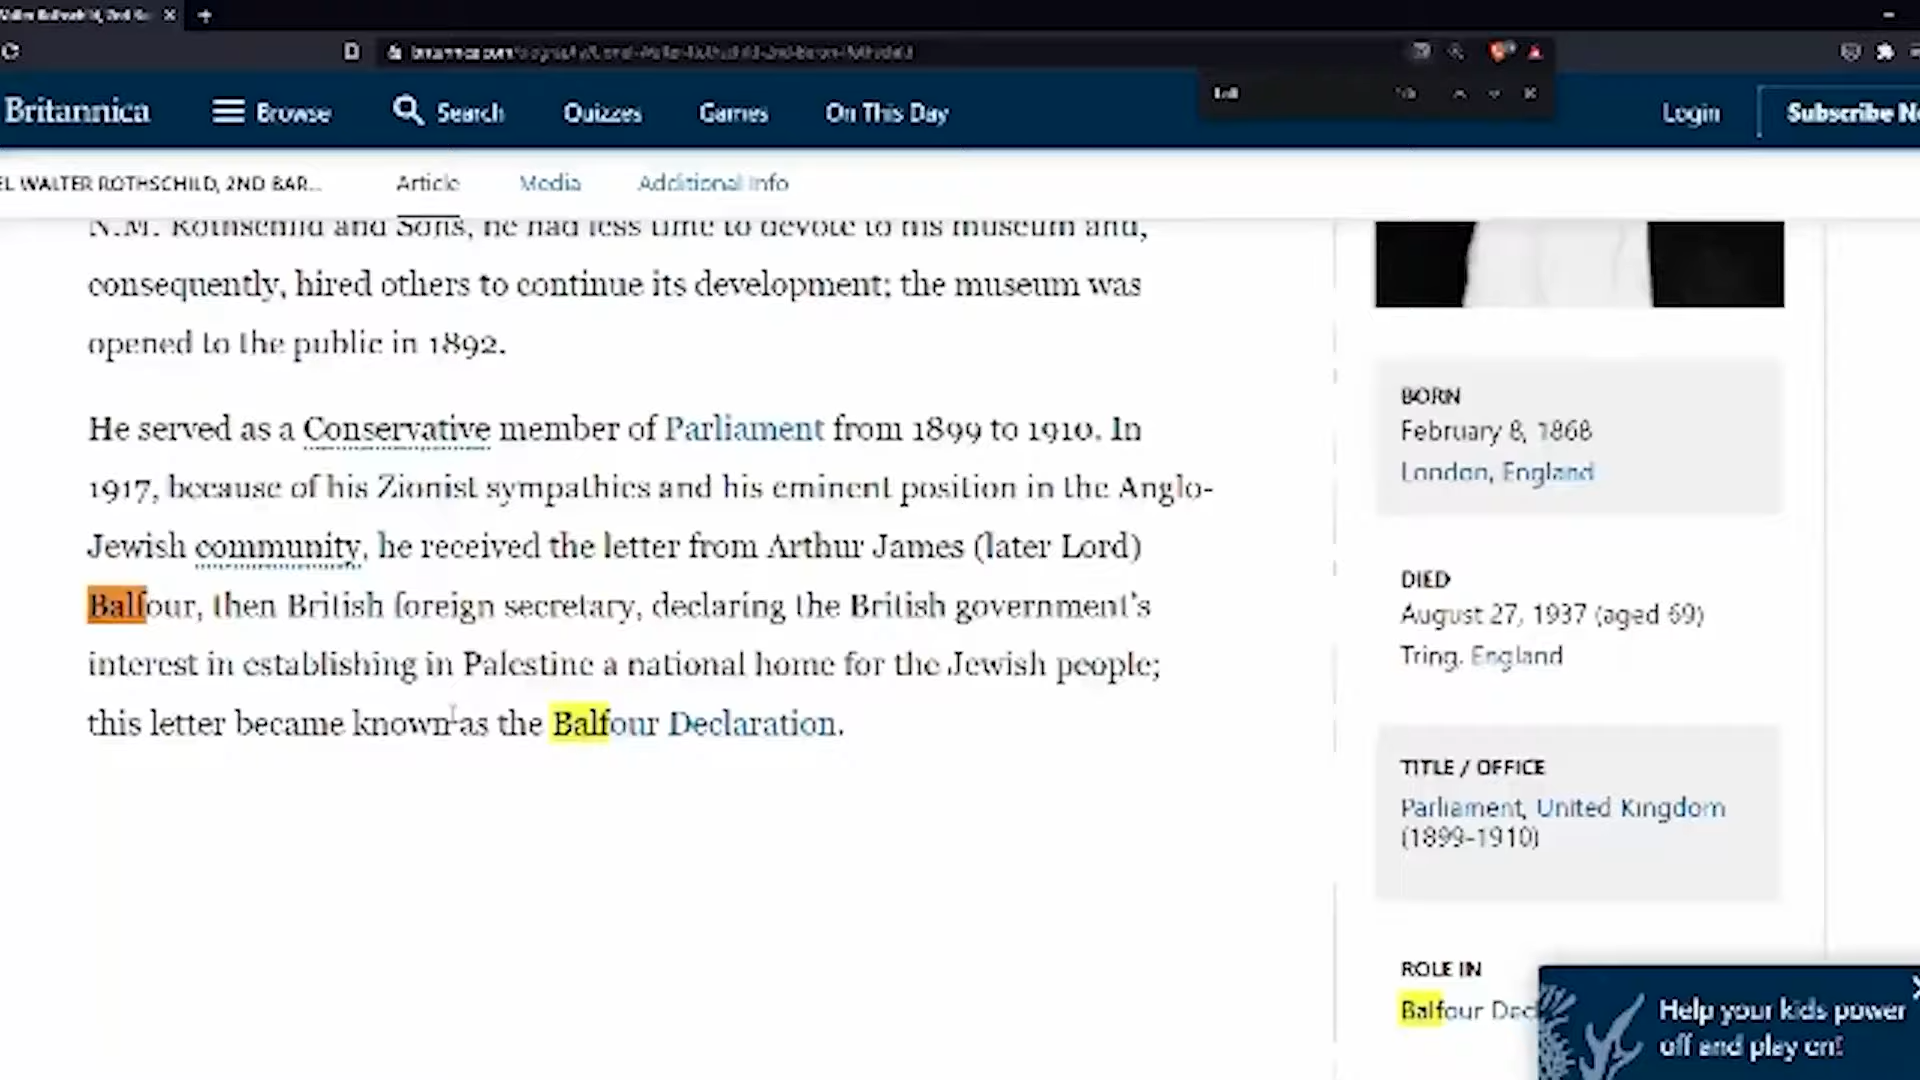 Britannica
Browse
Search
Quizzes
Games
On This Day
Login
Subscribe
EL WALTER ROTHSCHILD, 2ND BAR...
Article
Media
Additional Info
N.M. Rothschild and Sons, he had less time to devote to his museum and,
consequently, hired others to continue its development; the museum was
opened to the public in 1892.
He served as a Conservative member of Parliament from 1899 to 1910. In
1917, because of his Zionist sympathies and his eminent position in the Anglo-
Jewish community, he received the letter from Arthur James (later Lord)
Balfour, then British foreign secretary, declaring the British government's
interest in establishing in Palestine a national home for the Jewish people;
this letter became known as the Balfour Declaration.
BORN
February 8, 1868
London, England
DIED
August 27, 1937 (aged 69)
Tring, England
TITLE / OFFICE
Parliament, United Kingdom
(1899-1910)
ROLE IN
Balfour Decl
Help your kids power
off and play on!